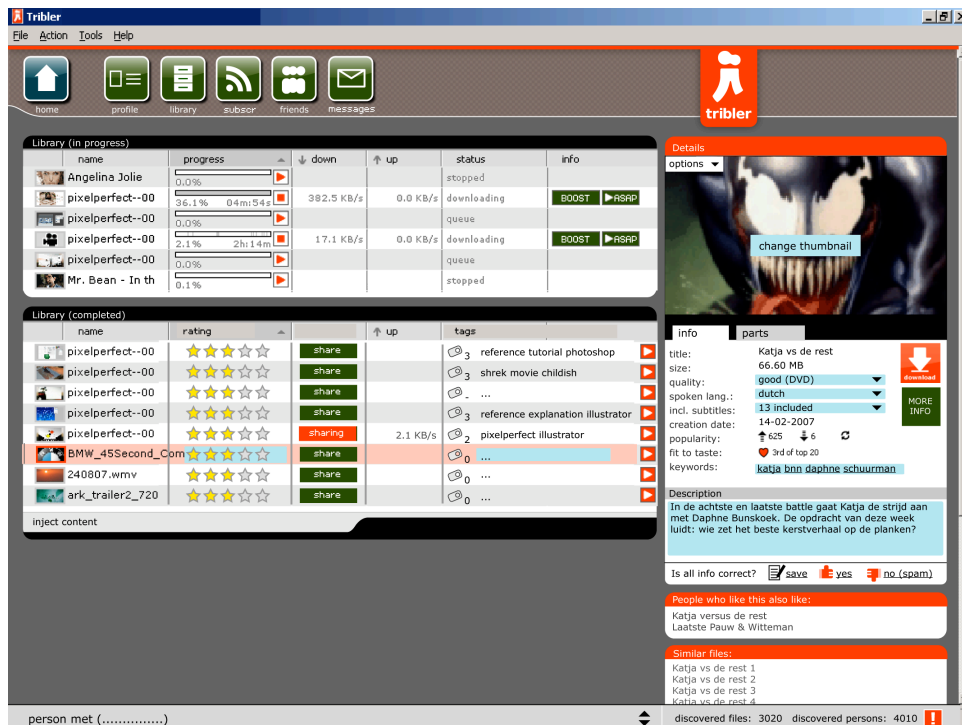 Tribler
File Action Tools Help
home profile library subscr friends messages
tribler
Library (in progress)
name progress down up status info
Angelina Jolie 0.0% stopped
pixelperfect--00 36.1% 04m:54s 382.5 KB/s 0.0 KB/s downloading BOOST ASAP
pixelperfect--00 0.0% queue
pixelperfect--00 2.1% 2h:14m 17.1 KB/s 0.0 KB/s downloading BOOST ASAP
pixelperfect--00 0.0% queue
Mr. Bean - In th 0.1% stopped
Library (completed)
name rating up tags
pixelperfect--00 share 3 reference tutorial photoshop
pixelperfect--00 share 3 shrek movie childish
pixelperfect--00 share - ...
pixelperfect--00 share 3 reference explanation illustrator
pixelperfect--00 sharing 2.1 KB/s 2 pixelperfect illustrator
BMW_45Second_Com share 0 ...
240807.wmv share 0 ...
ark_trailer2_720 share 0 ...
inject content
Details
options
change thumbnail
info parts
title: Katja vs de rest
size: 66.60 MB
quality: good (DVD)
spoken lang.: dutch
incl. subtitles: 13 included
creation date: 14-02-2007
popularity: 625 6
fit to taste: 3rd of top 20
keywords: katja bnn daphne schuurman
download
MORE
INFO
Description
In de achtste en laatste battle gaat Katja de strijd aan
met Daphne Bunskoek. De opdracht van deze week
luidt: wie zet het beste kerstverhaal op de planken?
Is all info correct? save yes no (spam)
People who like this also like:
Katja versus de rest
Laatste Pauw & Witteman
Similar files:
Katja vs de rest 1
Katja vs de rest 2
Katja vs de rest 3
Katja vs de rest 4
person met (...............)
discovered files: 3020 discovered persons: 4010